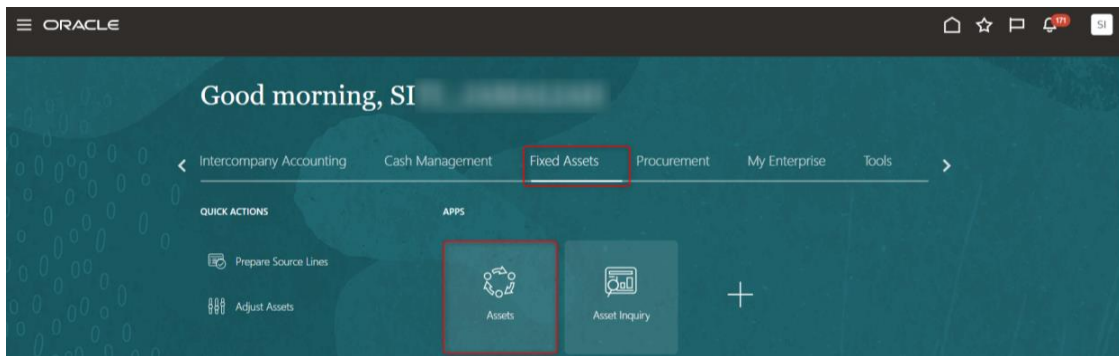 ORACLE
171
SI
Good morning, SI
Intercompany Accounting Cash Management Fixed Assets Procurement My Enterprise Tools
QUICK ACTIONS APPS
Prepare Source Lines
Adjust Assets
Assets Asset Inquiry